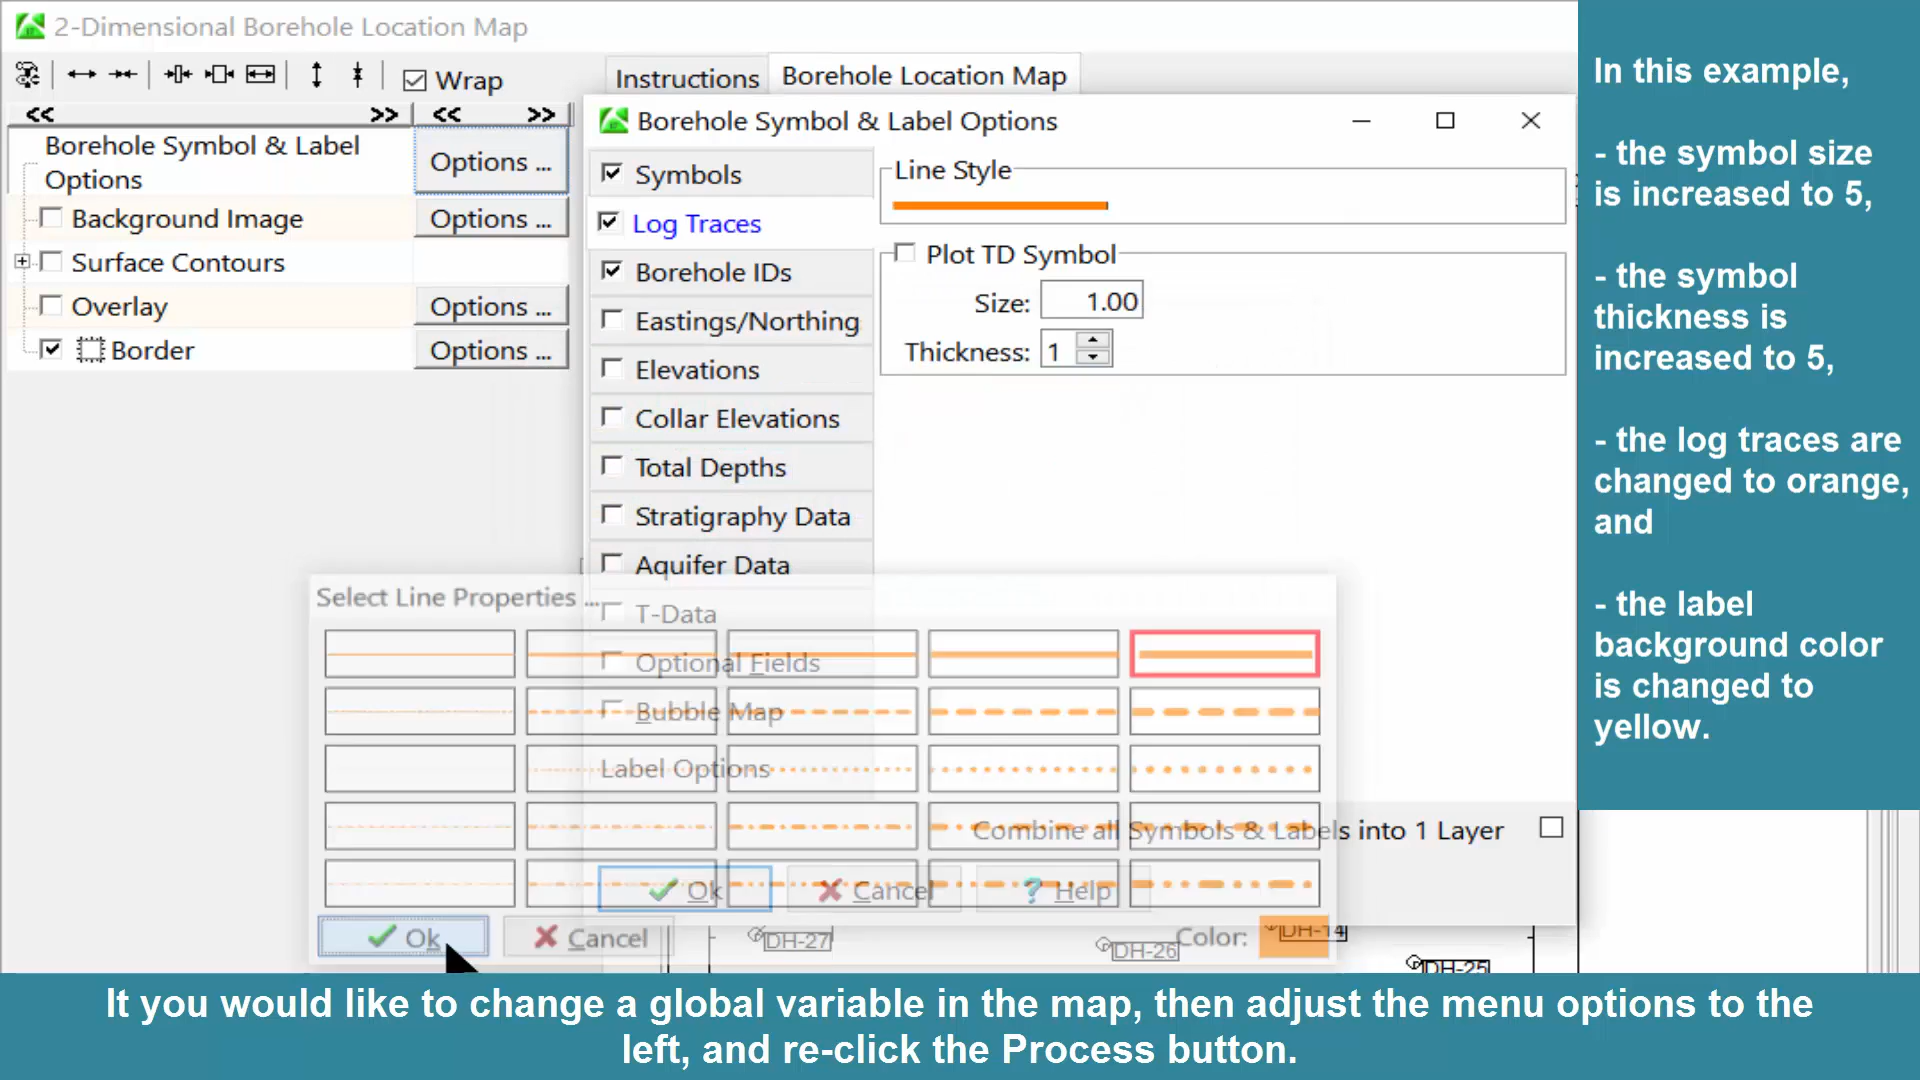 2-Dimensional Borehole Location Map
Wrap
Instructions
Borehole Location Map
<< >> << >>
Borehole Symbol & Label
Options
Options ...
Background Image
Options ...
Surface Contours
Overlay
Options ...
Border
Options ...
Borehole Symbol & Label Options
Symbols
Log Traces
Borehole IDs
Eastings/Northing
Elevations
Collar Elevations
Total Depths
Stratigraphy Data
Aquifer Data
T-Data
Optional Fields
Bubble Map
Label Options
Line Style
Plot TD Symbol
Size: 1.00
Thickness: 1
Combine all Symbols & Labels into 1 Layer
Ok
Cancel
Help
Select Line Properties ...
Ok
Cancel
Color:
DH-27
DH-26
DH-14
DH-25
In this example,
- the symbol size
is increased to 5,
- the symbol
thickness is
increased to 5,
- the log traces are
changed to orange,
and
- the label
background color
is changed to
yellow.
It you would like to change a global variable in the map, then adjust the menu options to the
left, and re-click the Process button.